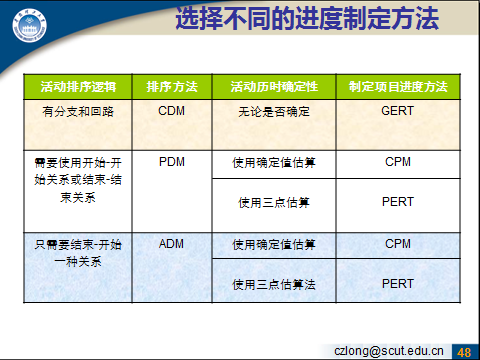 选择不同的进度制定方法
活动排序逻辑 排序方法 活动历时确定性 制定项目进度方法
有分支和回路 CDM 无论是否确定 GERT
需要使用开始-开
始关系或结束-结
束关系
PDM
使用确定值估算 CPM
使用三点估算 PERT
只需要结束-开始
一种关系
ADM
使用确定值估算 CPM
使用三点估算法 PERT
czlong@scut.edu.cn 48